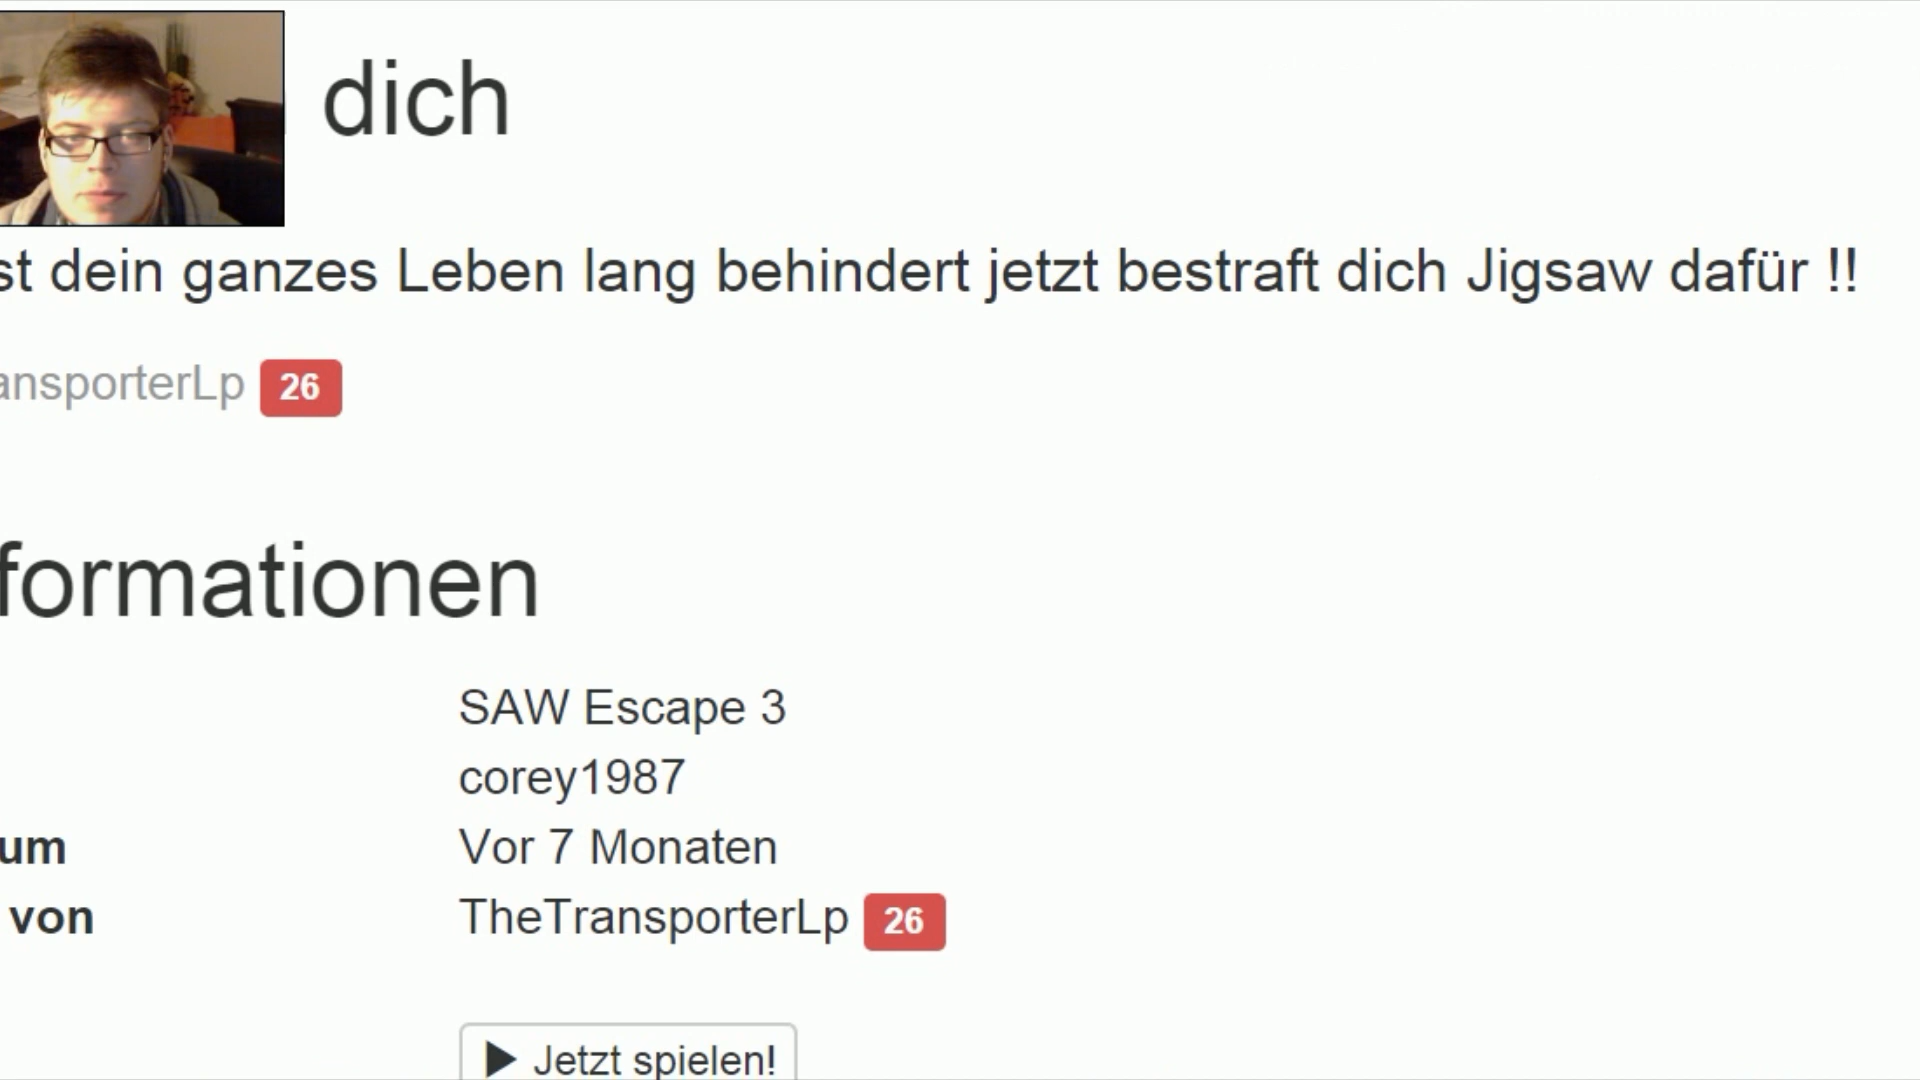 dich
st dein ganzes Leben lang behindert jetzt bestraft dich Jigsaw dafür !!
ansporterLp 26
formationen
SAW Escape 3
corey1987
um Vor 7 Monaten
von TheTransporterLp 26
Jetzt spielen!